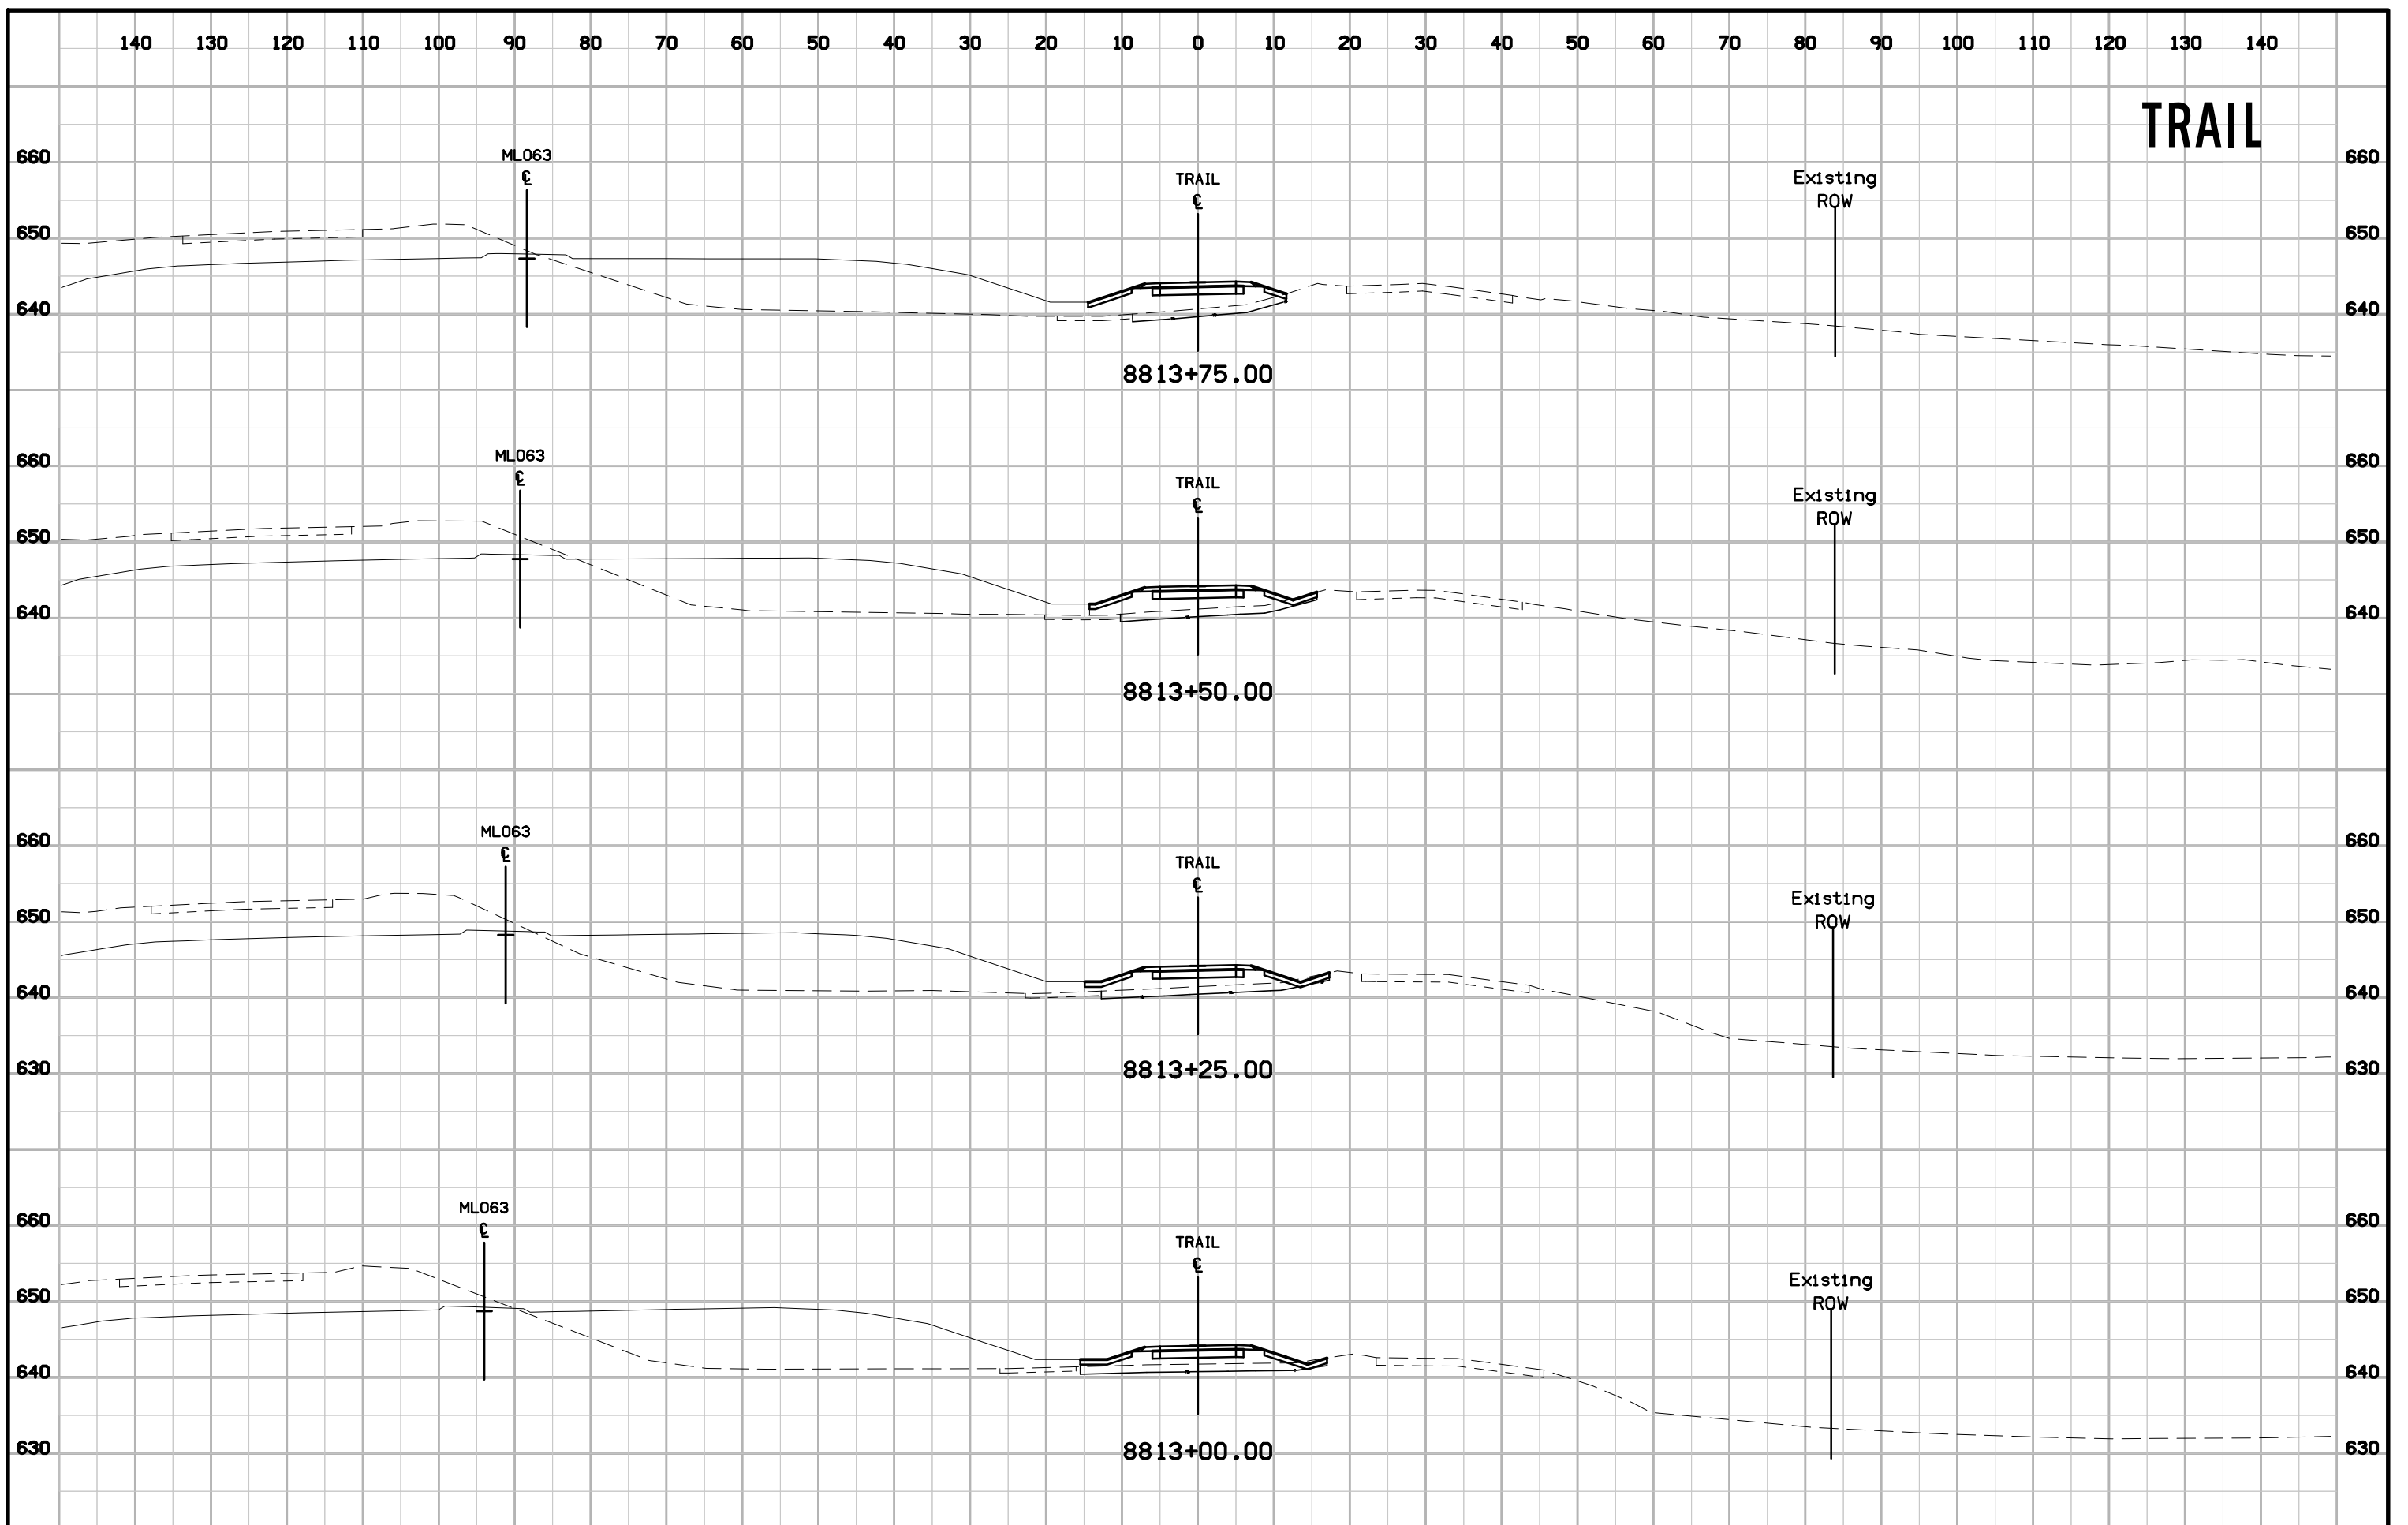 140 130 120 110 100 90 80 70 60 50 40 30 20 10 0 10 20 30 40 50 60 70 80 90 100 110 120 130 140
TRAIL
ML063
℄
TRAIL
℄
Existing
ROW
660 660
650 650
640 640
8813+75.00
ML063
℄
TRAIL
℄
Existing
ROW
660 660
650 650
640 640
8813+50.00
ML063
℄
TRAIL
℄
Existing
ROW
660 660
650 650
640 640
630 630
8813+25.00
ML063
℄
TRAIL
℄
Existing
ROW
660 660
650 650
640 640
630 630
8813+00.00